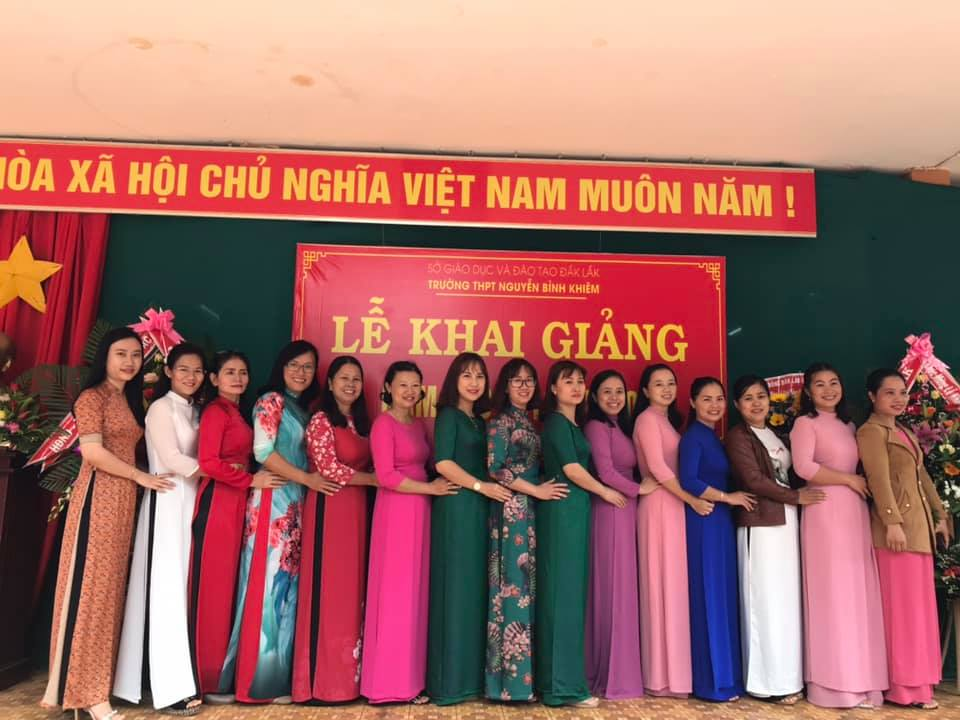 HÒA XÃ HỘI CHỦ NGHĨA VIỆT NAM MUÔN NĂM !
SỞ GIÁO DỤC VÀ ĐÀO TẠO ĐẮK LẮK
TRƯỜNG THPT NGUYỄN BỈNH KHIÊM
LỄ KHAI GIẢNG